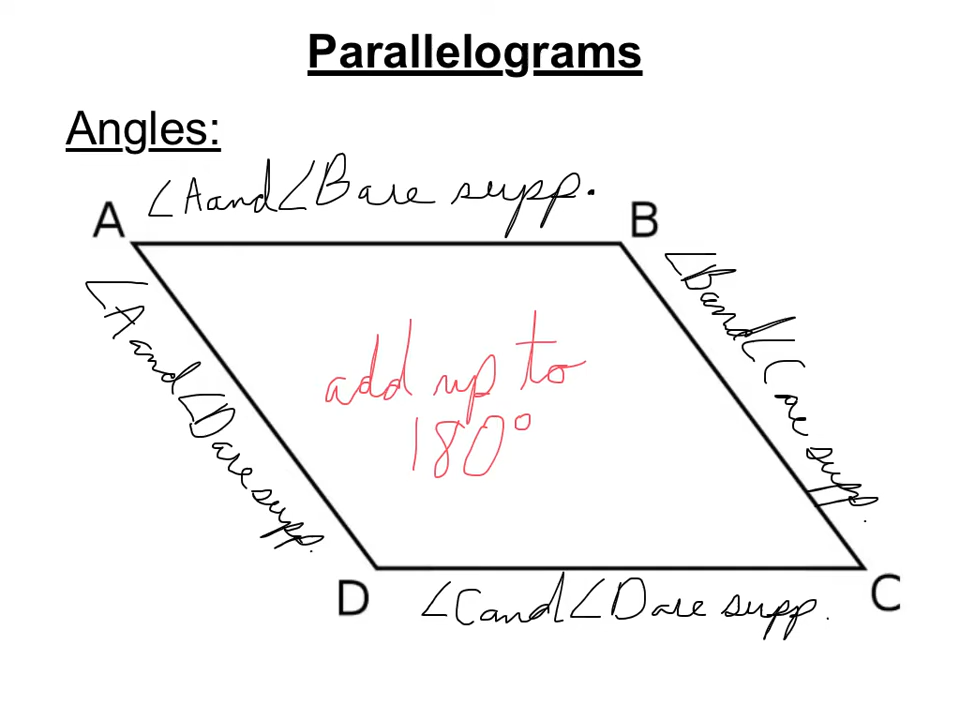 Parallelograms
Angles:
∠A and ∠B are supp.
A
B
∠A and ∠D are supp.
∠B and ∠C are supp.
add up to
180°
D
C
∠C and ∠D are supp.